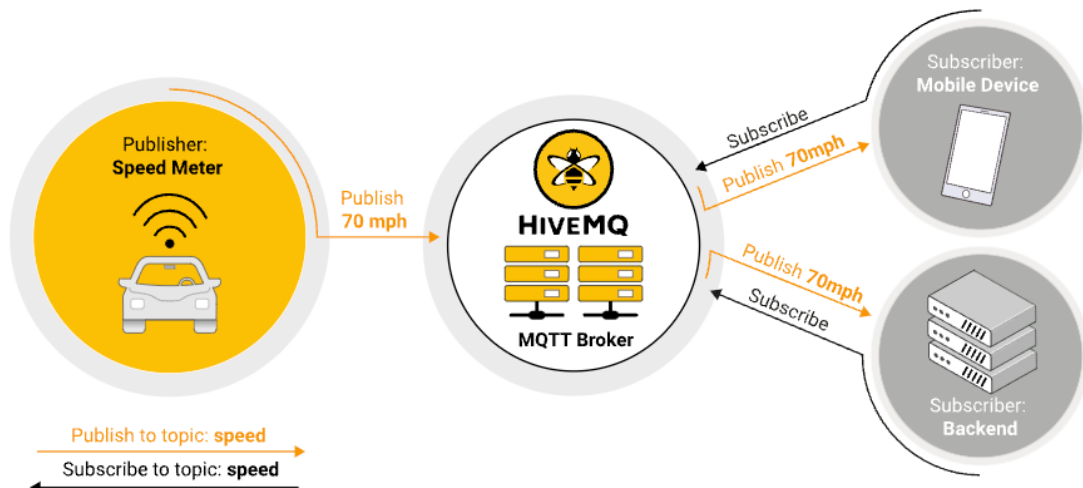 Publisher:
Speed Meter
Publish
70 mph
HIVEMQ
MQTT Broker
Subscribe
Publish 70mph
Publish 70mph
Subscribe
Subscriber:
Mobile Device
Subscriber:
Backend
Publish to topic: speed
Subscribe to topic: speed